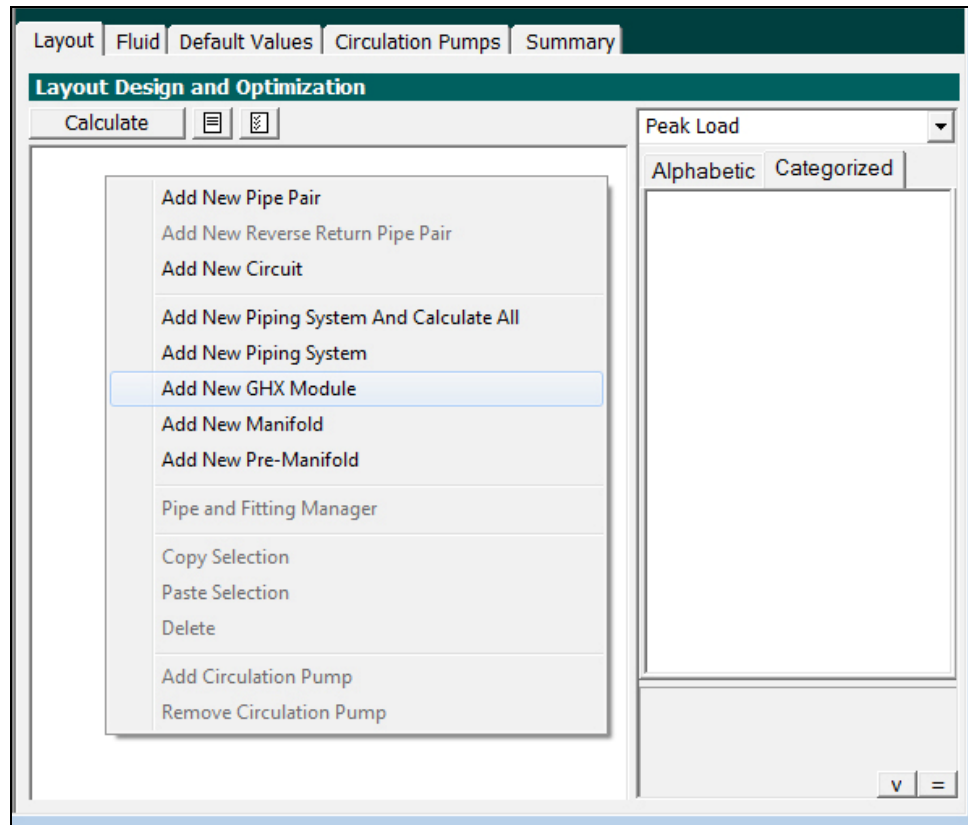 Layout Fluid Default Values Circulation Pumps Summary
Layout Design and Optimization
Calculate
Peak Load
Alphabetic Categorized
Add New Pipe Pair
Add New Reverse Return Pipe Pair
Add New Circuit
Add New Piping System And Calculate All
Add New Piping System
Add New GHX Module
Add New Manifold
Add New Pre-Manifold
Pipe and Fitting Manager
Copy Selection
Paste Selection
Delete
Add Circulation Pump
Remove Circulation Pump
v =